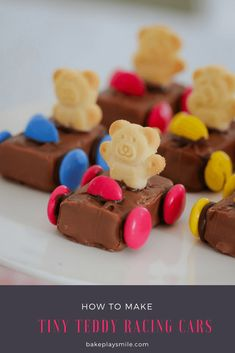 HOW TO MAKE
TINY TEDDY RACING CARS
bakeplaysmile.com